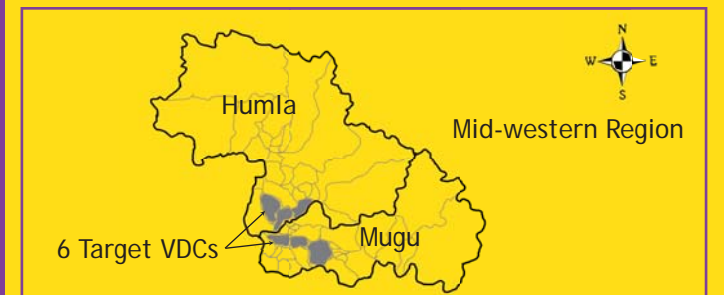 N
W E
S
Humla
Mid-western Region
6 Target VDCs
Mugu